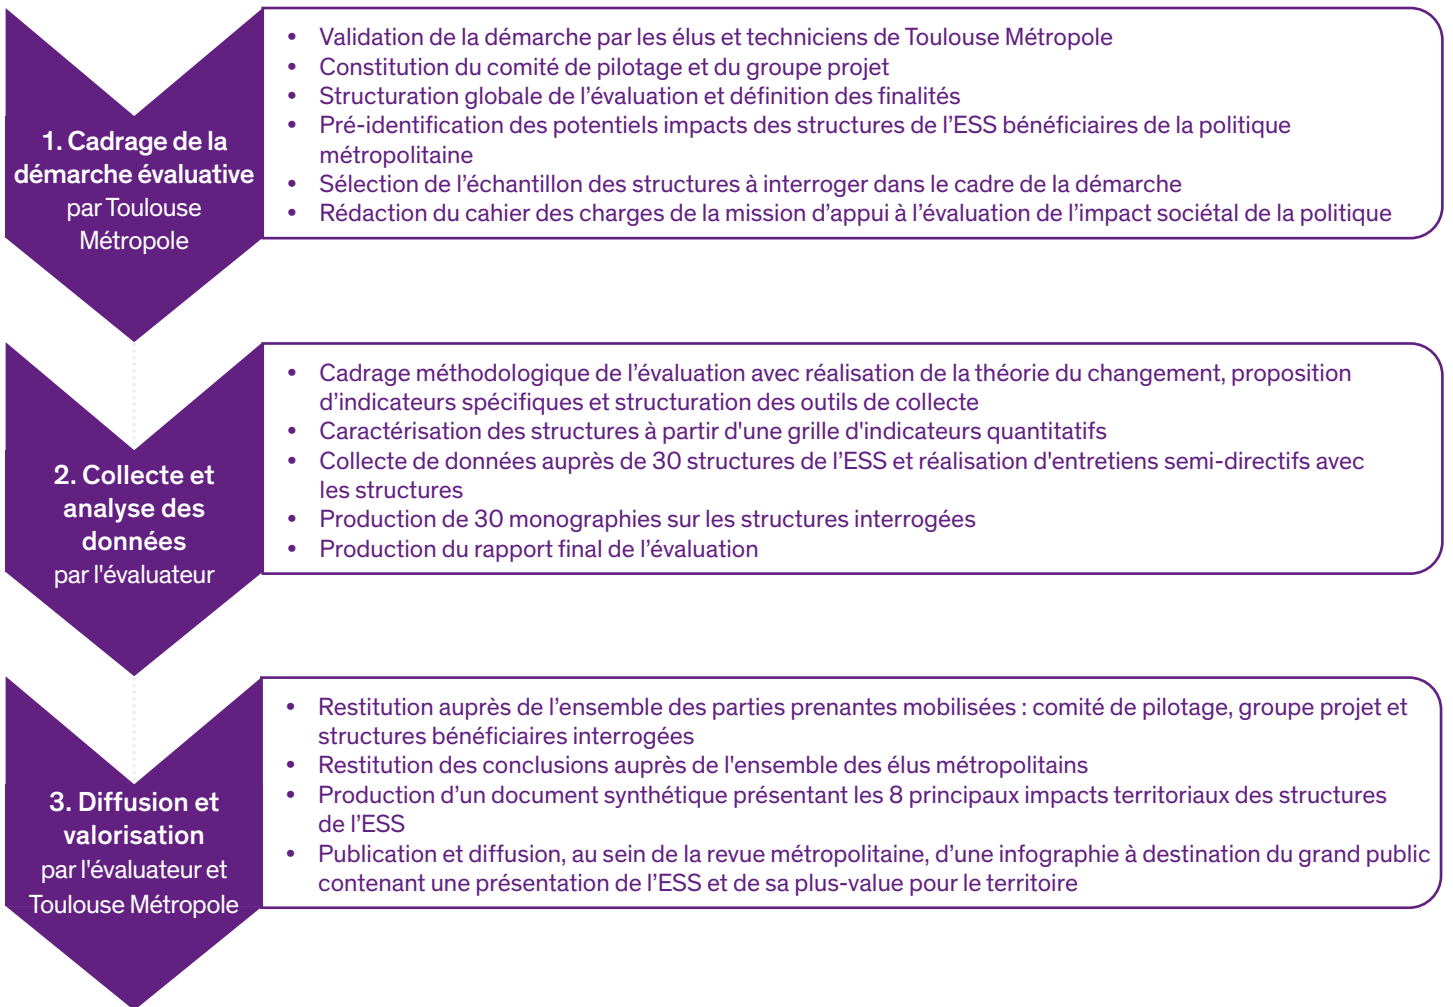 1. Cadrage de la
démarche évaluative
par Toulouse
Métropole
• Validation de la démarche par les élus et techniciens de Toulouse Métropole
• Constitution du comité de pilotage et du groupe projet
• Structuration globale de l’évaluation et définition des finalités
• Pré-identification des potentiels impacts des structures de l’ESS bénéficiaires de la politique
métropolitaine
• Sélection de l’échantillon des structures à interroger dans le cadre de la démarche
• Rédaction du cahier des charges de la mission d’appui à l’évaluation de l’impact sociétal de la politique
2. Collecte et
analyse des
données
par l'évaluateur
• Cadrage méthodologique de l’évaluation avec réalisation de la théorie du changement, proposition
d’indicateurs spécifiques et structuration des outils de collecte
• Caractérisation des structures à partir d'une grille d'indicateurs quantitatifs
• Collecte de données auprès de 30 structures de l’ESS et réalisation d'entretiens semi-directifs avec
les structures
• Production de 30 monographies sur les structures interrogées
• Production du rapport final de l’évaluation
3. Diffusion et
valorisation
par l'évaluateur et
Toulouse Métropole
• Restitution auprès de l’ensemble des parties prenantes mobilisées : comité de pilotage, groupe projet et
structures bénéficiaires interrogées
• Restitution des conclusions auprès de l'ensemble des élus métropolitains
• Production d’un document synthétique présentant les 8 principaux impacts territoriaux des structures
de l’ESS
• Publication et diffusion, au sein de la revue métropolitaine, d’une infographie à destination du grand public
contenant une présentation de l’ESS et de sa plus-value pour le territoire